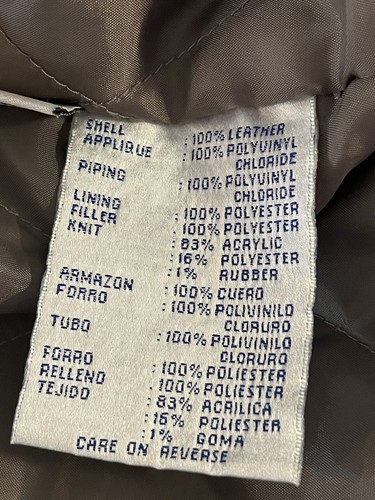 SHELL : 100% LEATHER
APPLIQUE : 100% POLYVINYL
CHLORIDE
PIPING : 100% POLYVINYL
CHLORIDE
LINING : 100% POLYESTER
FILLER : 100% POLYESTER
KNIT : 83% ACRYLIC
16% POLYESTER
: 1% RUBBER
ARMAZON : 100% CUERO
FORRO : 100% POLIVINILO
CLORURO
TUBO : 100% POLIVINILO
CLORURO
FORRO : 100% POLIESTER
RELLENO : 100% POLIESTER
TEJIDO : 83% ACRILICA
: 16% POLIESTER
: 1% GOMA
CARE ON REVERSE